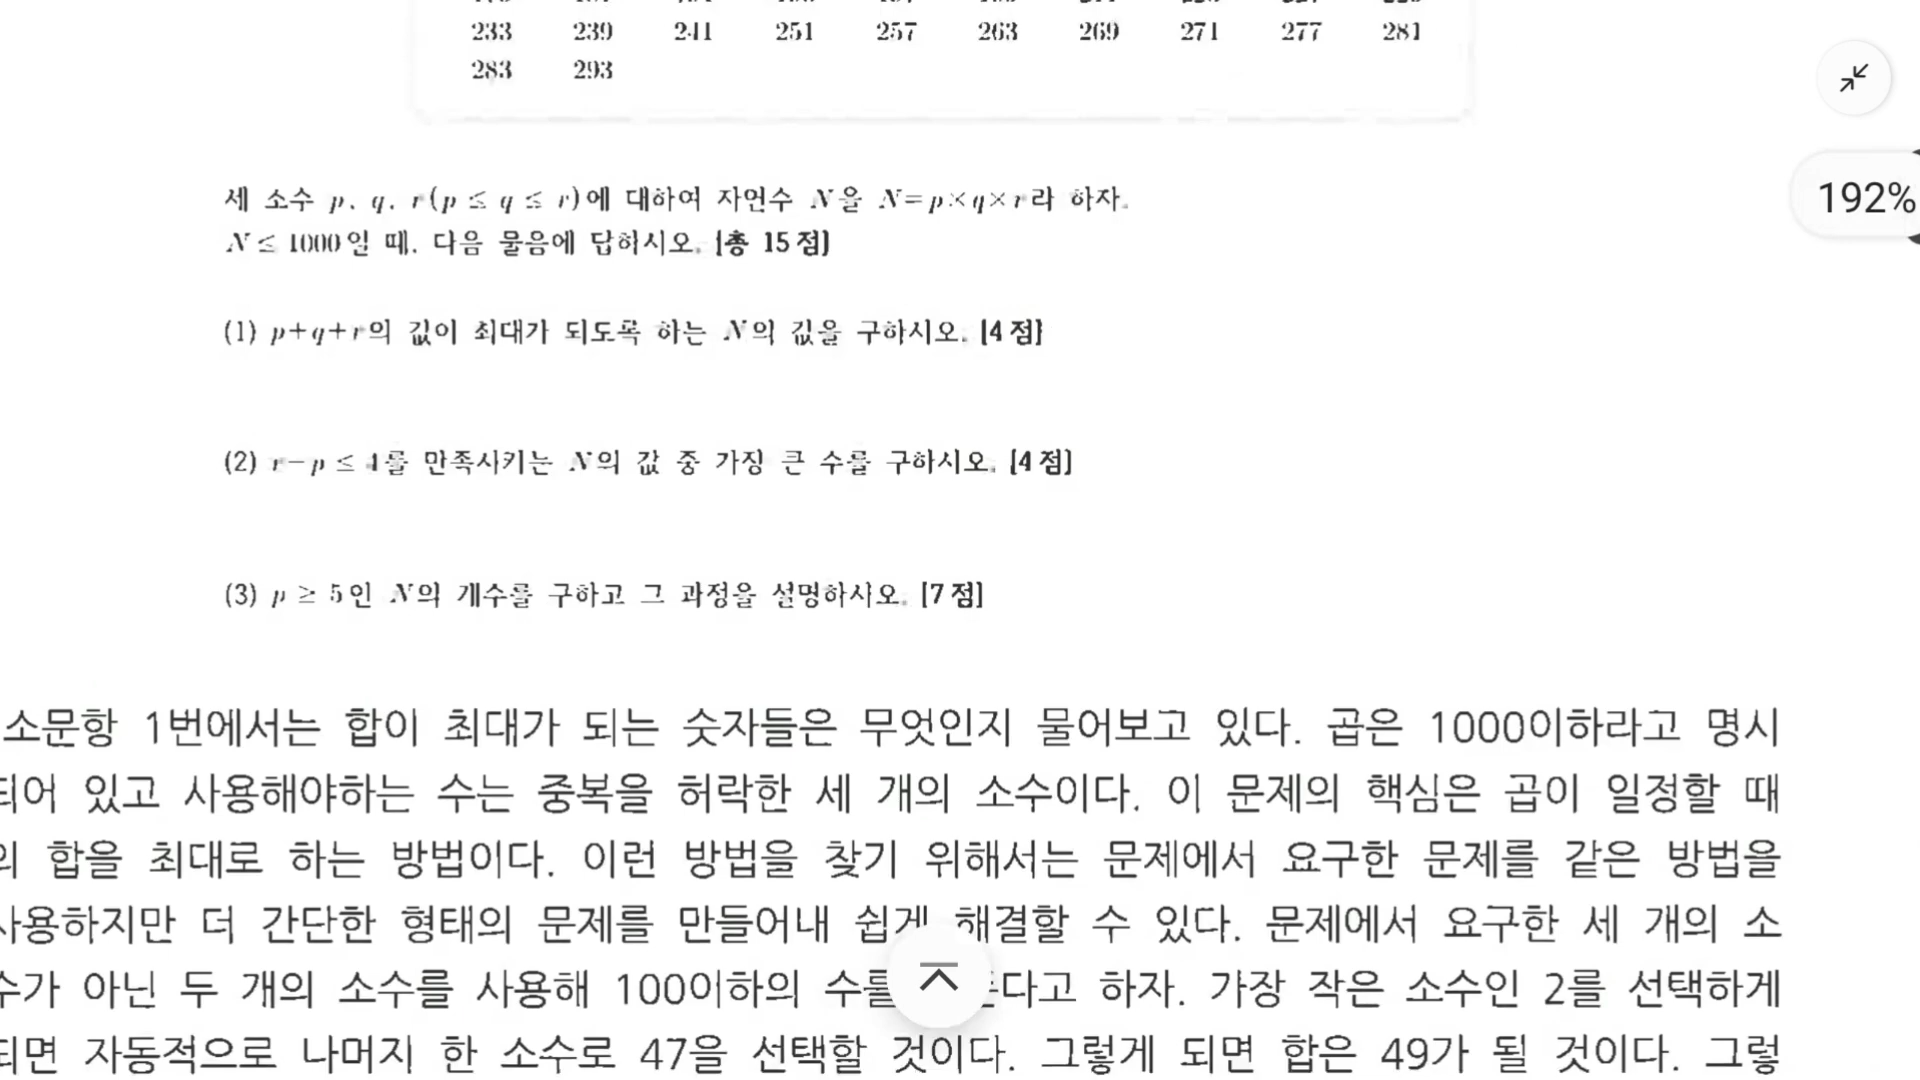 233 239 241 251 257 263 269 271 277 281
283 293
192%
세 소수 p, q, r(p ≤ q ≤ r)에 대하여 자연수 N을 N=p×q×r라 하자.
N ≤ 1000일 때, 다음 물음에 답하시오. [총 15점]
(1) p+q+r의 값이 최대가 되도록 하는 N의 값을 구하시오. [4점]
(2) r-p ≤ 4를 만족시키는 N의 값 중 가장 큰 수를 구하시오. [4점]
(3) p ≥ 5인 N의 개수를 구하고 그 과정을 설명하시오. [7점]
소문항 1번에서는 합이 최대가 되는 숫자들은 무엇인지 물어보고 있다. 곱은 1000이하라고 명시
되어 있고 사용해야하는 수는 중복을 허락한 세 개의 소수이다. 이 문제의 핵심은 곱이 일정할 때
의 합을 최대로 하는 방법이다. 이런 방법을 찾기 위해서는 문제에서 요구한 문제를 같은 방법을
사용하지만 더 간단한 형태의 문제를 만들어내 쉽게 해결할 수 있다. 문제에서 요구한 세 개의 소
수가 아닌 두 개의 소수를 사용해 100이하의 수를 다고 하자. 가장 작은 소수인 2를 선택하게
되면 자동적으로 나머지 한 소수로 47을 선택할 것이다. 그렇게 되면 합은 49가 될 것이다. 그렇